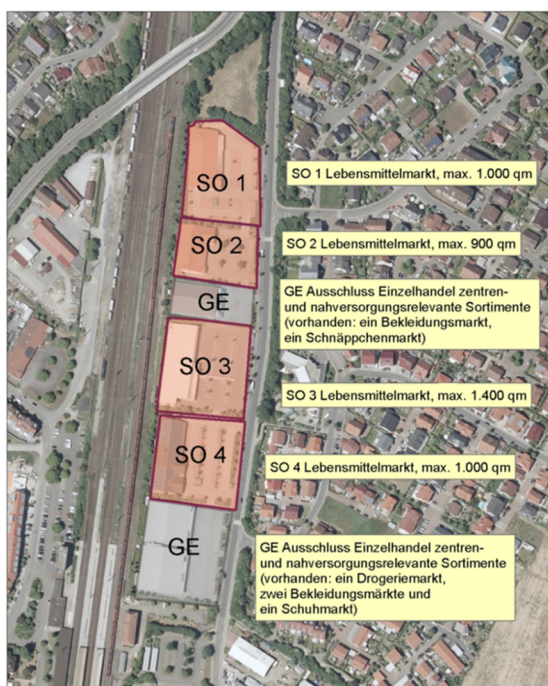 SO 1
SO 1 Lebensmittelmarkt, max. 1.000 qm
SO 2
SO 2 Lebensmittelmarkt, max. 900 qm
GE
GE Ausschluss Einzelhandel zentren-
und nahversorgungsrelevante Sortimente
(vorhanden: ein Bekleidungsmarkt,
ein Schnäppchenmarkt)
SO 3
SO 3 Lebensmittelmarkt, max. 1.400 qm
SO 4
SO 4 Lebensmittelmarkt, max. 1.000 qm
GE
GE Ausschluss Einzelhandel zentren-
und nahversorgungsrelevante Sortimente
(vorhanden: ein Drogeriemarkt,
zwei Bekleidungsmärkte und
ein Schuhmarkt)